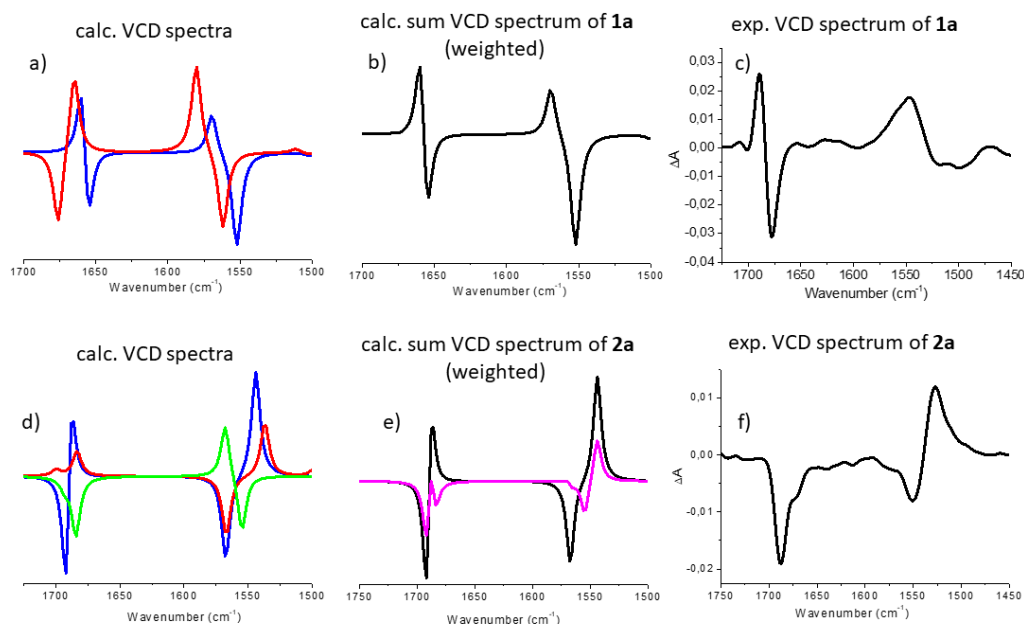 calc. VCD spectra
calc. sum VCD spectrum of 1a
(weighted)
exp. VCD spectrum of 1a
a)
b)
c)
0,04
0,03
0,02
0,01
0,00
-0,01
-0,02
-0,03
-0,04
ΔA
1700 1650 1600 1550 1500
Wavenumber (cm-1)
1700 1650 1600 1550 1500
Wavenumber (cm-1)
1700 1650 1600 1550 1500 1450
Wavenumber (cm-1)
calc. VCD spectra
calc. sum VCD spectrum of 2a
(weighted)
exp. VCD spectrum of 2a
d)
e)
f)
0,01
0,00
-0,01
-0,02
ΔA
1700 1650 1600 1550 1500
Wavenumber (cm-1)
1750 1700 1650 1600 1550 1500
Wavenumber (cm-1)
1750 1700 1650 1600 1550 1500 1450
Wavenumber (cm-1)